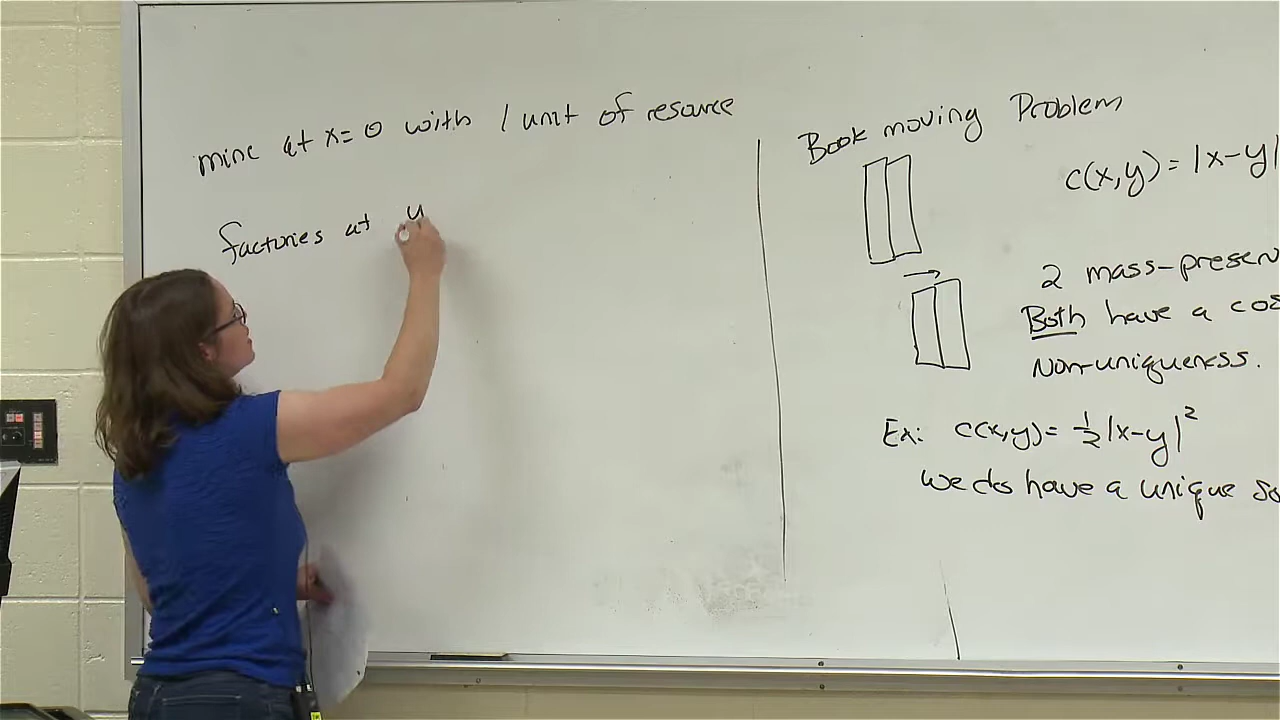 mine at x=0 with 1 unit of resource
factories at y
Book moving Problem
c(x,y) = |x-y|
2 mass-preserv
Both have a cos
Non-uniqueness.
Ex: c(x,y) = ½|x-y|²
we do have a unique so